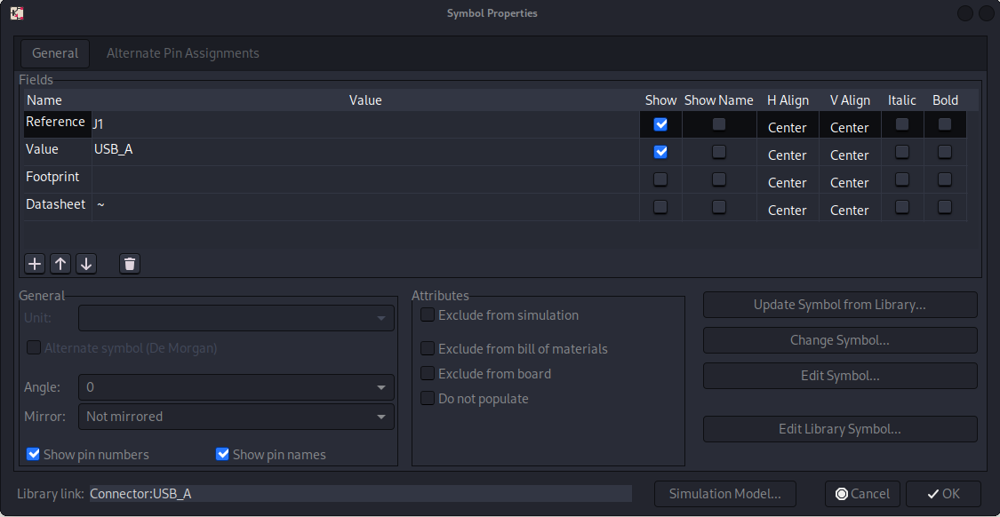 Symbol Properties
General Alternate Pin Assignments
Fields
Name Value Show Show Name H Align V Align Italic Bold
Reference J1 Center Center
Value USB_A Center Center
Footprint Center Center
Datasheet ~ Center Center
General
Unit:
Alternate symbol (De Morgan)
Angle: 0
Mirror: Not mirrored
Show pin numbers Show pin names
Attributes
Exclude from simulation
Exclude from bill of materials
Exclude from board
Do not populate
Update Symbol from Library...
Change Symbol...
Edit Symbol...
Edit Library Symbol...
Library link: Connector:USB_A Simulation Model... Cancel OK